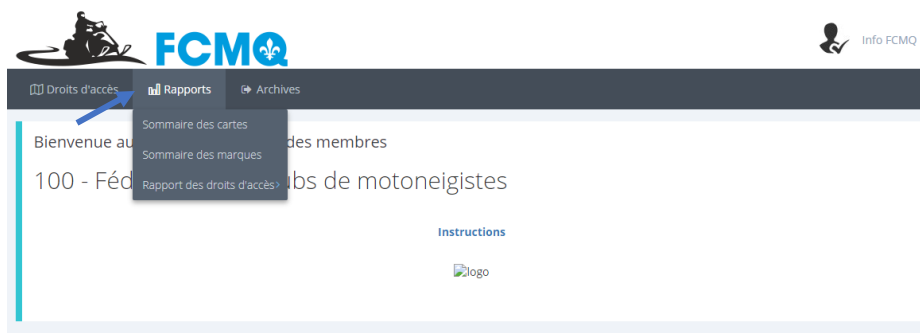 FCMQ
Info FCMQ
Droits d'accès Rapports Archives
Sommaire des cartes
Bienvenue au des membres
Sommaire des marques
100 - Féd bs de motoneigistes
Rapport des droits d'accès>
Instructions
logo